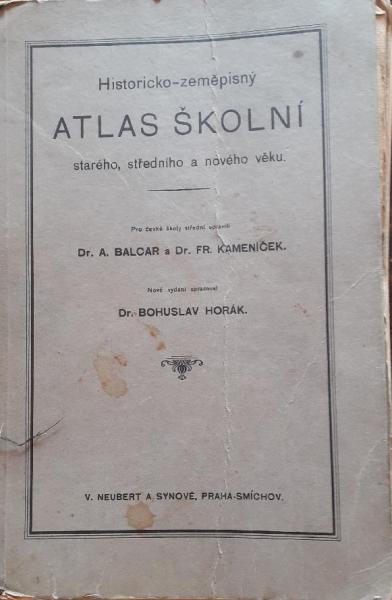 Historicko-zeměpisný
ATLAS ŠKOLNÍ
starého, středního a nového věku.
Pro české školy střední upravili
Dr. A. BALCAR a Dr. FR. KAMENÍČEK.
Nové vydání zpracoval
Dr. BOHUSLAV HORÁK.
V. NEUBERT A SYNOVÉ, PRAHA-SMÍCHOV.